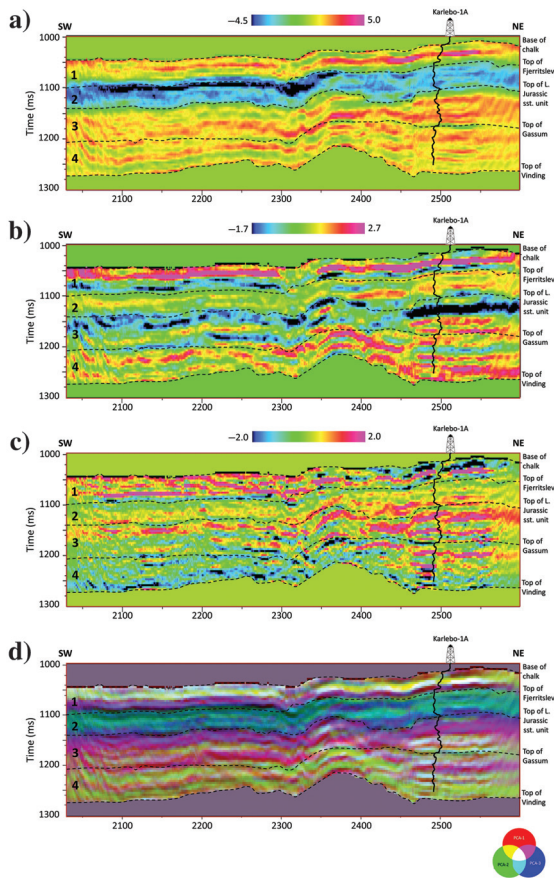 a)
SW
−4.5
5.0
Karlebo-1A
NE
Base of
chalk
Top of
Fjerritslev
Top of L.
Jurassic
sst. unit
Top of
Gassum
Top of
Vinding
Time (ms)
1000
1100
1200
1300
1
2
3
4
2100
2200
2300
2400
2500
b)
SW
−1.7
2.7
Karlebo-1A
NE
Base of
chalk
Top of
Fjerritslev
Top of L.
Jurassic
sst. unit
Top of
Gassum
Top of
Vinding
Time (ms)
1000
1100
1200
1300
1
2
3
4
2100
2200
2300
2400
2500
c)
SW
−2.0
2.0
Karlebo-1A
NE
Base of
chalk
Top of
Fjerritslev
Top of L.
Jurassic
sst. unit
Top of
Gassum
Top of
Vinding
Time (ms)
1000
1100
1200
1300
1
2
3
4
2100
2200
2300
2400
2500
d)
SW
Karlebo-1A
NE
Base of
chalk
Top of
Fjerritslev
Top of L.
Jurassic
sst. unit
Top of
Gassum
Top of
Vinding
Time (ms)
1000
1100
1200
1300
1
2
3
4
2100
2200
2300
2400
2500
PCA-1
PCA-2
PCA-3